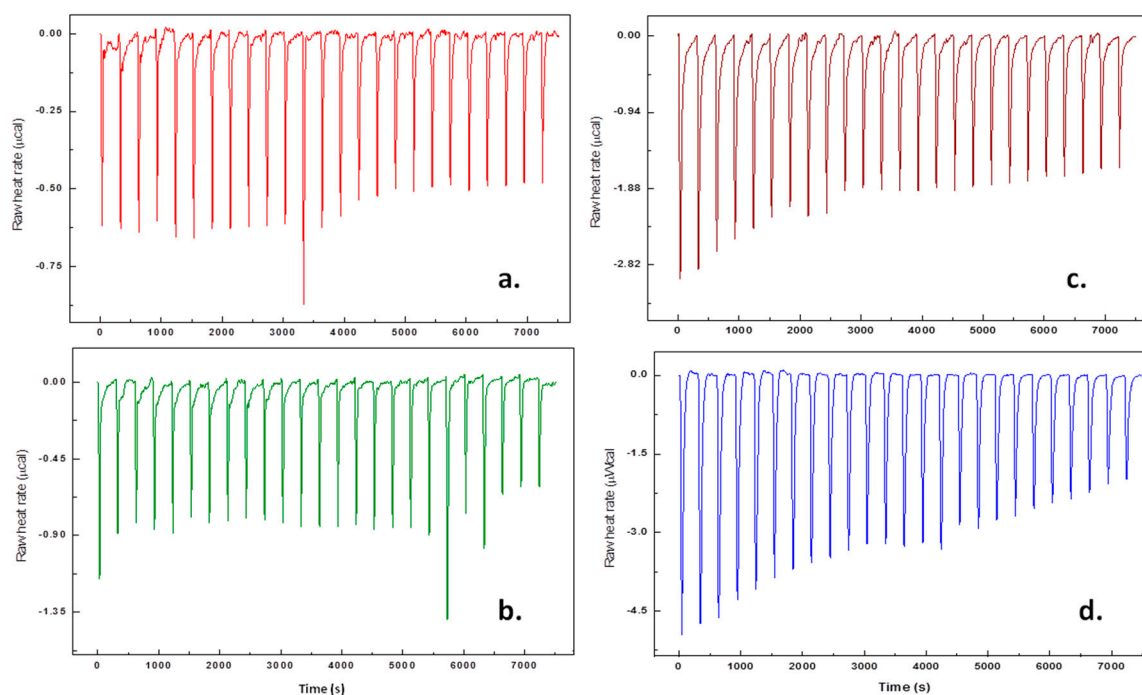 Raw heat rate (µcal)
0.00
-0.25
-0.50
-0.75
a.
0 1000 2000 3000 4000 5000 6000 7000
Raw heat rate (µcal)
0.00
-0.94
-1.88
-2.82
c.
0 1000 2000 3000 4000 5000 6000 7000
Raw heat rate (µcal)
0.00
-0.45
-0.90
-1.35
b.
0 1000 2000 3000 4000 5000 6000 7000
Time (s)
Raw heat rate (µWcal
0.0
-1.5
-3.0
-4.5
d.
0 1000 2000 3000 4000 5000 6000 7000
Time (s)